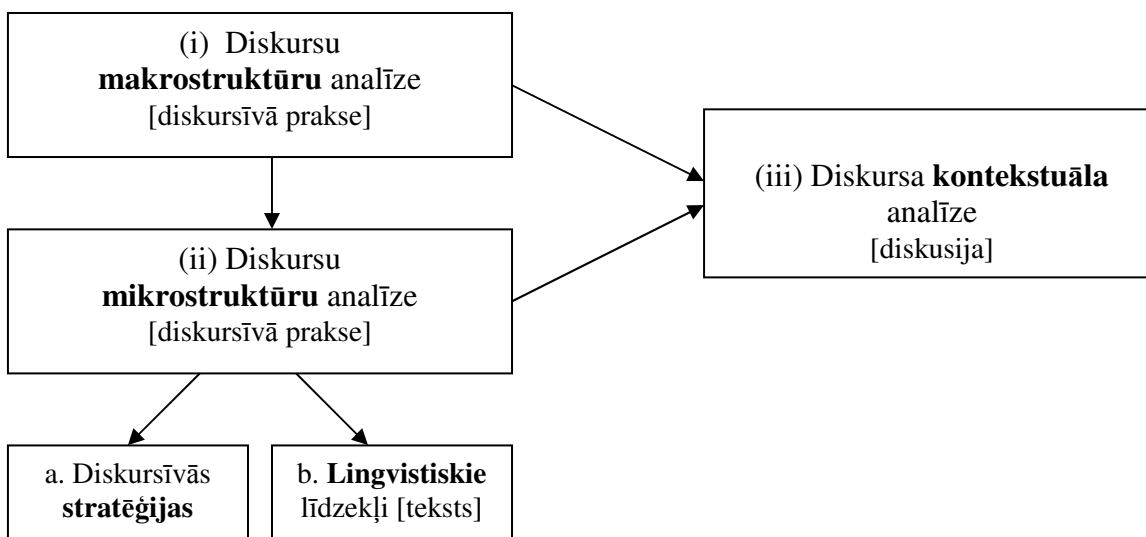 (i) Diskursu
makrostruktūru analīze
[diskursīvā prakse]
(iii) Diskursa kontekstuāla
analīze
[diskusija]
(ii) Diskursu
mikrostruktūru analīze
[diskursīvā prakse]
a. Diskursīvās
stratēģijas
b. Lingvistiskie
līdzekļi [teksts]